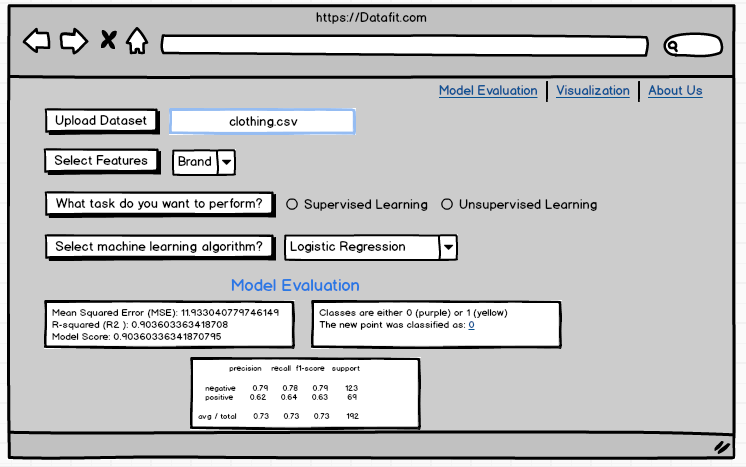 https://Datafit.com
Model Evaluation Visualization About Us
Upload Dataset clothing.csv
Select Features Brand
What task do you want to perform? Supervised Learning Unsupervised Learning
Select machine learning algorithm? Logistic Regression
Model Evaluation
Mean Squared Error (MSE): 11.933040779746149
R-squared (R2 ): 0.903603363418708
Model Score: 0.90360336341870795
Classes are either 0 (purple) or 1 (yellow)
The new point was classified as: 0
precision recall f1-score support
negative 0.79 0.78 0.79 123
positive 0.62 0.64 0.63 69
avg / total 0.73 0.73 0.73 192